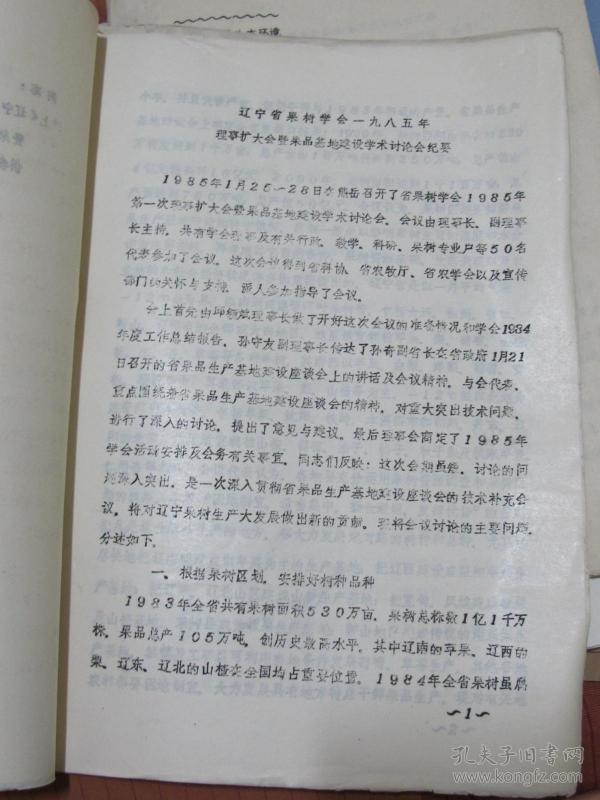 辽宁省果树学会一九八五年
理事扩大会暨果品基地建设学术讨论会纪要
1985年1月25—28日在熊岳召开了省果树学会1985年
第一次理事扩大会暨果品基地建设学术讨论会。会议由理事长、副理事
长主持。共有学会理事及有关行政、教学、科研、果树专业户等50名
代表参加了会议。这次会议得到省科协、省农牧厅、省农学会以及宣传
部门的关怀与支持，派人参加指导了会议。
会上首先由邱毓斌理事长做了开好这次会议的准备情况和学会1984
年度工作总结报告。孙守友副理事长传达了孙奇副省长在省政府1月21
日召开的省果品生产基地建设座谈会上的讲话及会议精神。与会代表，
重点围绕着省果品生产基地建设座谈会的精神，对重大突出技术问题，
进行了深入的讨论，提出了意见与建议。最后理事会商定了1985年
学会活动安排及会务有关事宜。同志们反映：这次会期虽短，讨论的问
题深入突出，是一次深入贯彻省果品生产基地建设座谈会的技术补充会
议，将对辽宁果树生产大发展做出新的贡献。现将会议讨论的主要问题，
分述如下。
一、根据果树区划，安排好树种品种
1983年全省共有果树面积530万亩，果树总株数1亿1千万
株，果品总产105万吨，创历史最高水平。其中辽南的苹果、辽西的
梨、辽东、辽北的山楂在全国均占重要位置。1984年全省果树虽属
～1～
孔夫子旧书网
www.kongfz.com